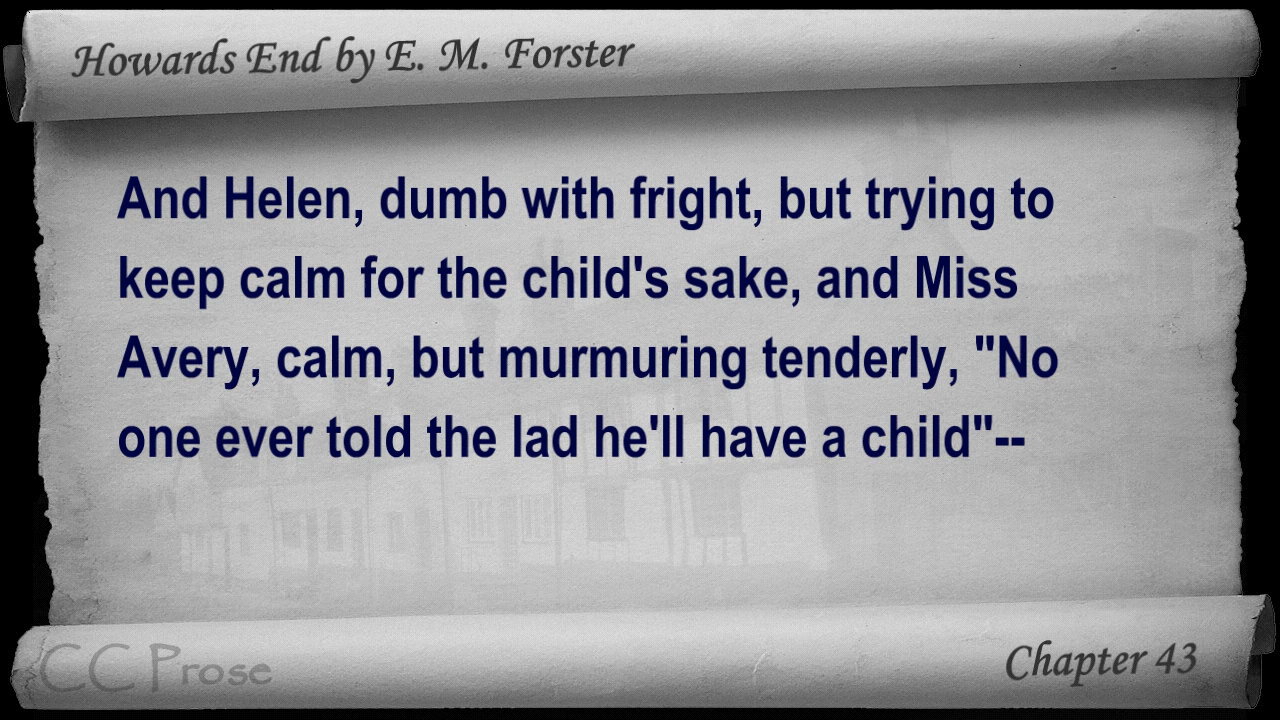 Howards End by E. M. Forster
And Helen, dumb with fright, but trying to
keep calm for the child's sake, and Miss
Avery, calm, but murmuring tenderly, "No
one ever told the lad he'll have a child"--
CC Prose
Chapter 43